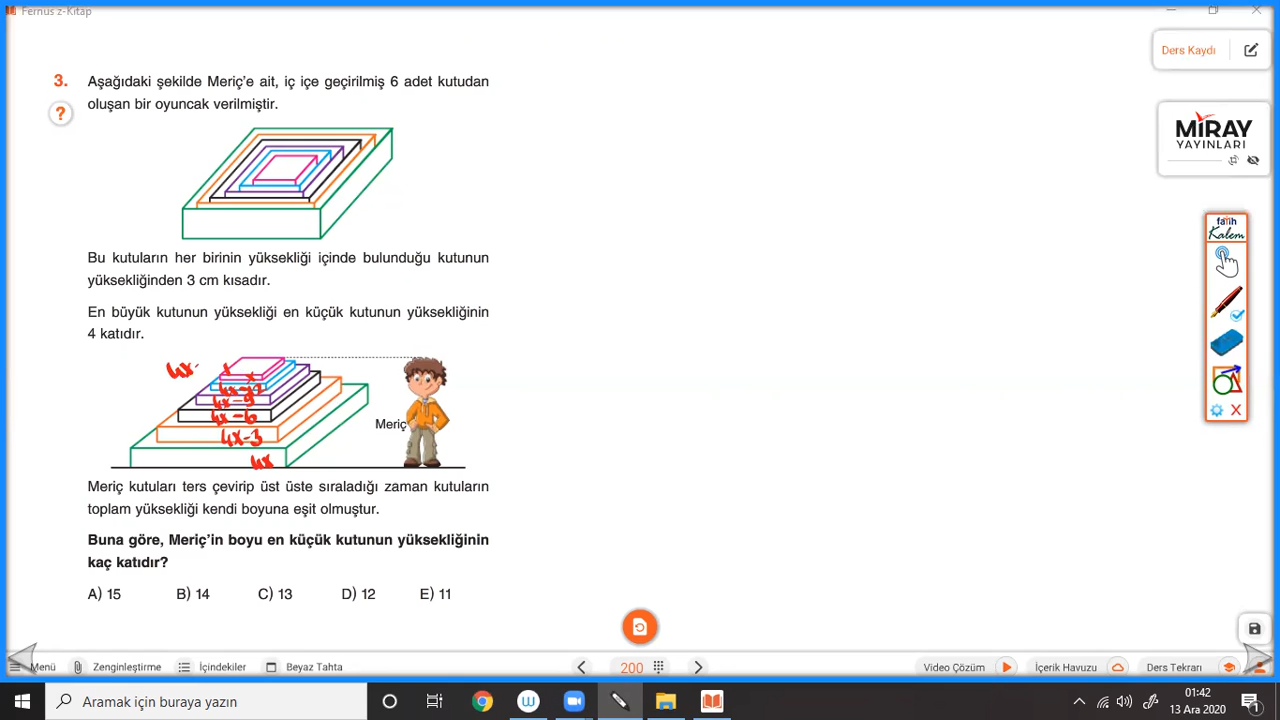 Fernus z-Kitap
Ders Kaydı
MİRAY
YAYINLARI
fatih
Kalem
3. Aşağıdaki şekilde Meriç'e ait, iç içe geçirilmiş 6 adet kutudan
oluşan bir oyuncak verilmiştir.
?
Bu kutuların her birinin yüksekliği içinde bulunduğu kutunun
yüksekliğinden 3 cm kısadır.
En büyük kutunun yüksekliği en küçük kutunun yüksekliğinin
4 katıdır.
4x
x
x
4x-12
4x-9
4x-6
4x-3
4x
Meriç
Meriç kutuları ters çevirip üst üste sıraladığı zaman kutuların
toplam yüksekliği kendi boyuna eşit olmuştur.
Buna göre, Meriç'in boyu en küçük kutunun yüksekliğinin
kaç katıdır?
A) 15 B) 14 C) 13 D) 12 E) 11
Menü Zenginleştirme İçindekiler Beyaz Tahta 200 Video Çözüm İçerik Havuzu Ders Tekrarı
Aramak için buraya yazın
01:42
13 Ara 2020
1